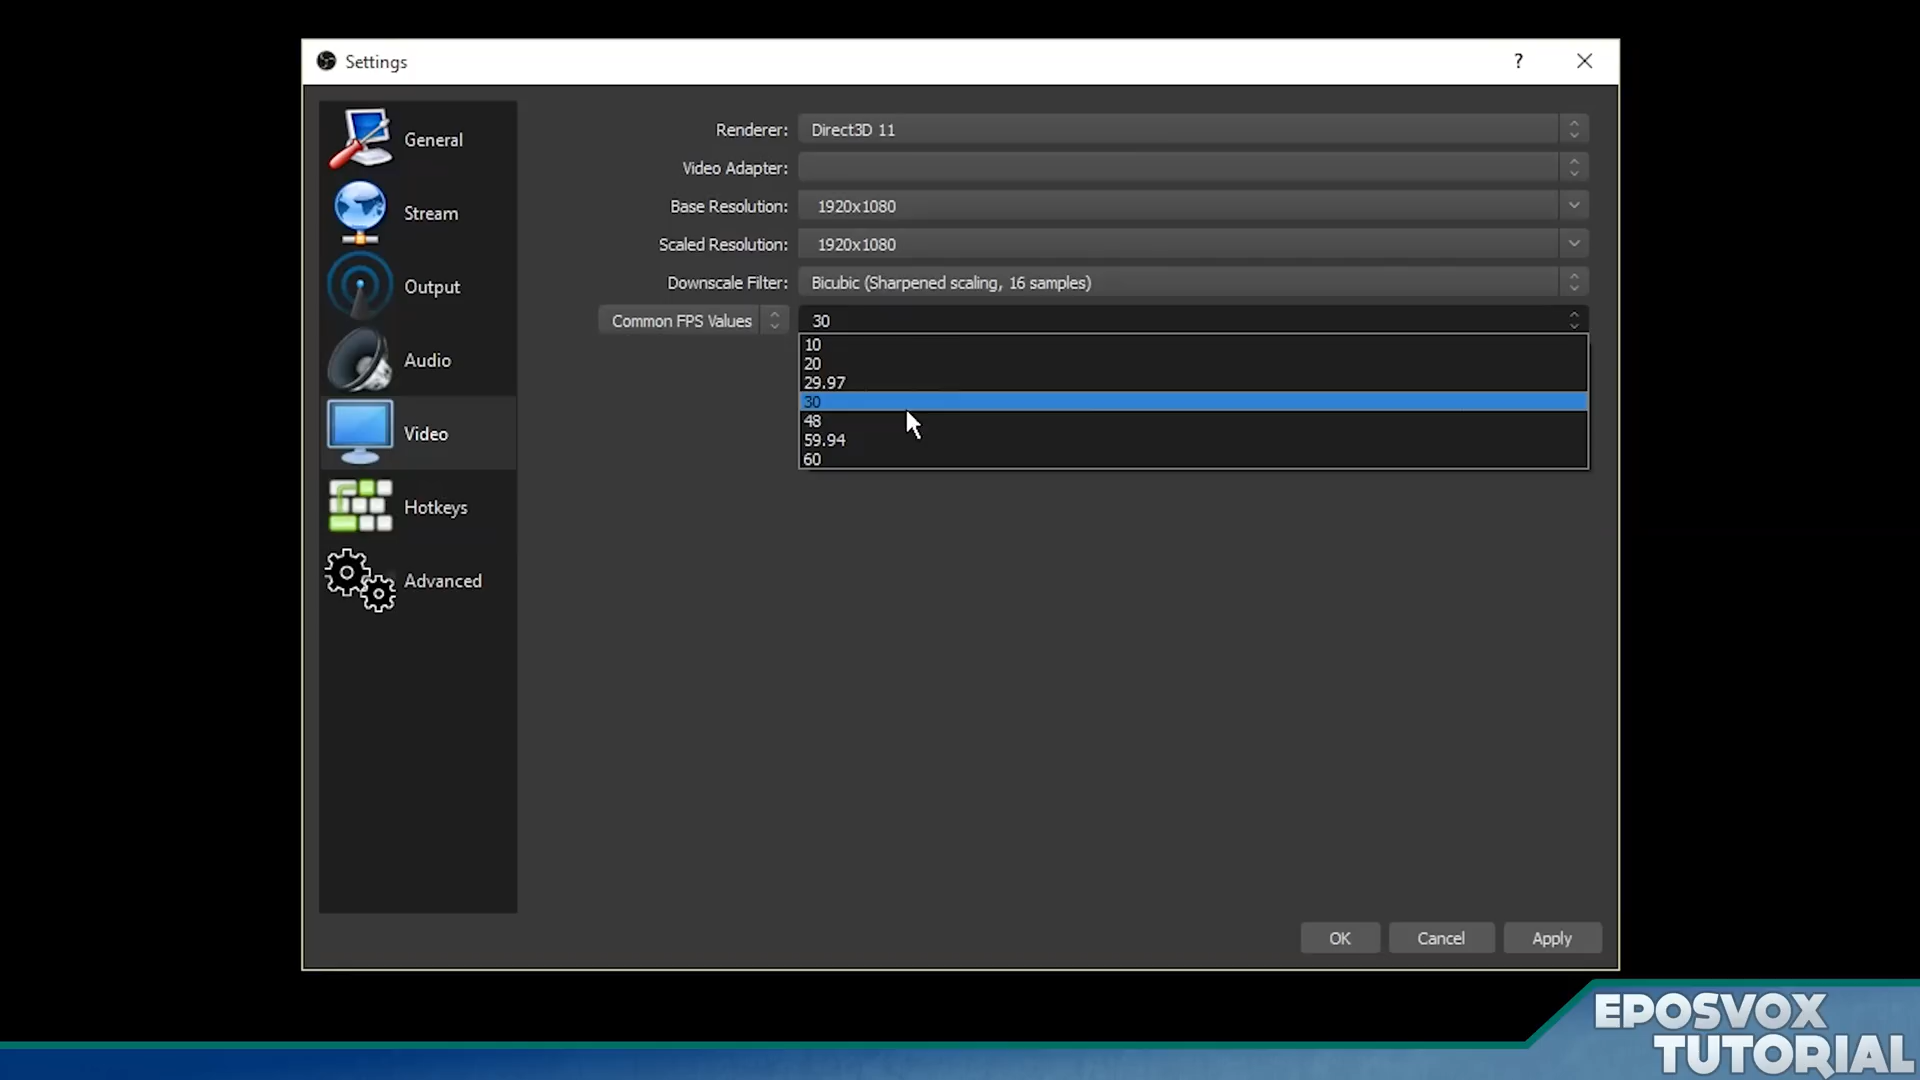 Settings
?
General
Stream
Output
Audio
Video
Hotkeys
Advanced
Renderer: Direct3D 11
Video Adapter:
Base Resolution: 1920x1080
Scaled Resolution: 1920x1080
Downscale Filter: Bicubic (Sharpened scaling, 16 samples)
Common FPS Values 30
10
20
29.97
30
48
59.94
60
OK Cancel Apply
EPOSVOX
TUTORIAL